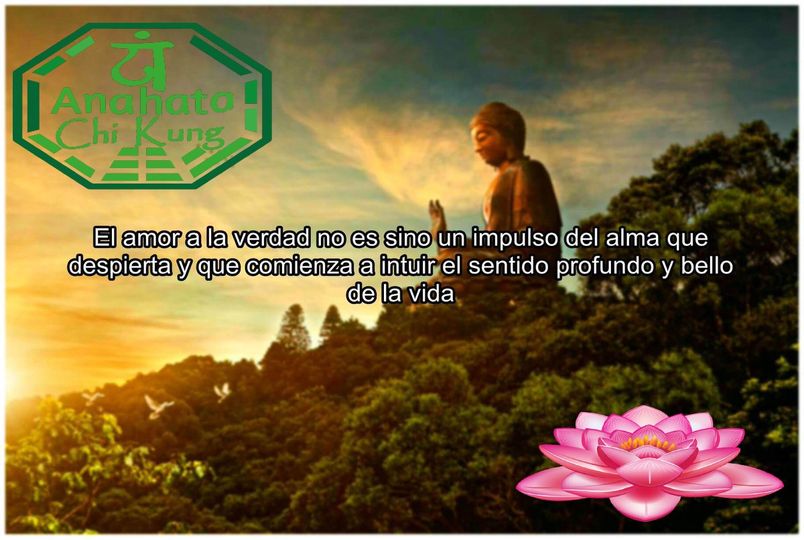 यं
Anahata
Chi Kung
El amor a la verdad no es sino un impulso del alma que
despierta y que comienza a intuir el sentido profundo y bello
de la vida